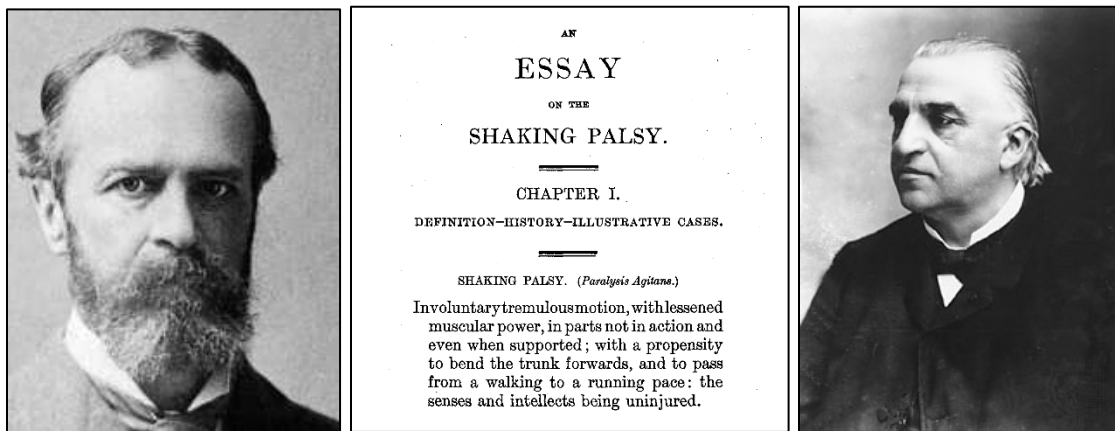 AN
ESSAY
ON THE
SHAKING PALSY.
CHAPTER I.
DEFINITION—HISTORY—ILLUSTRATIVE CASES.
SHAKING PALSY. (Paralysis Agitans.)
Involuntary tremulous motion, with lessened
muscular power, in parts not in action and
even when supported; with a propensity
to bend the trunk forwards, and to pass
from a walking to a running pace: the
senses and intellects being uninjured.